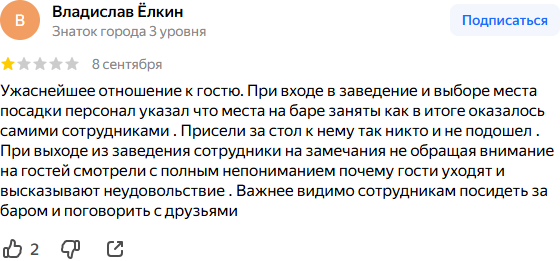 В
Владислав Ёлкин
Знаток города 3 уровня
Подписаться
8 сентября
Ужаснейшее отношение к гостю. При входе в заведение и выборе места
посадки персонал указал что места на баре заняты как в итоге оказалось
самими сотрудниками . Присели за стол к нему так никто и не подошел .
При выходе из заведения сотрудники на замечания не обращая внимание
на гостей смотрели с полным непониманием почему гости уходят и
высказывают неудовольствие . Важнее видимо сотрудникам посидеть за
баром и поговорить с друзьями
2